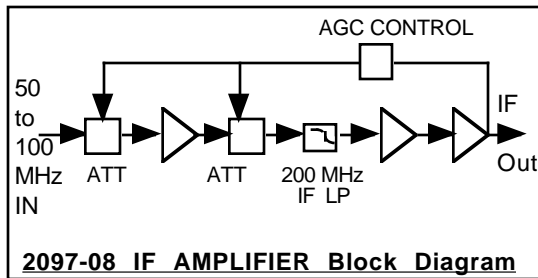 AGC CONTROL
50
to
100
MHz
IN
ATT
ATT
200 MHz
IF LP
IF
Out
2097-08 IF AMPLIFIER Block Diagram